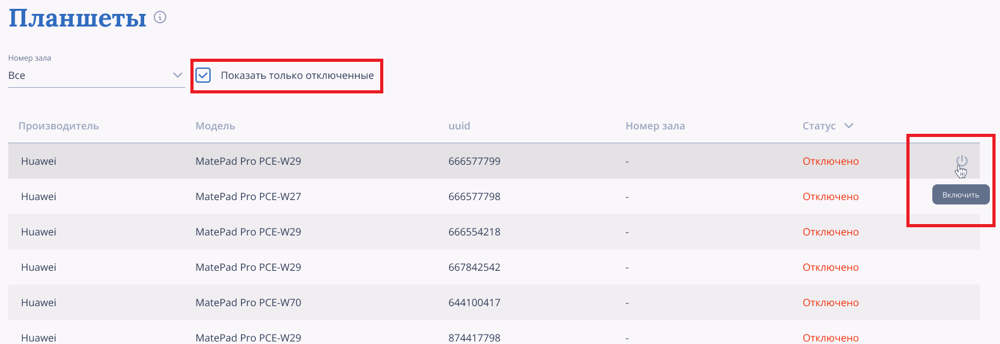 Планшеты
Номер зала
Все
Показать только отключенные
Производитель Модель uuid Номер зала Статус
Huawei MatePad Pro PCE-W29 666577799 - Отключено
Включить
Huawei MatePad Pro PCE-W27 666577798 - Отключено
Huawei MatePad Pro PCE-W29 666554218 - Отключено
Huawei MatePad Pro PCE-W29 667842542 - Отключено
Huawei MatePad Pro PCE-W70 644100417 - Отключено
Huawei MatePad Pro PCE-W29 874417798 - Отключено